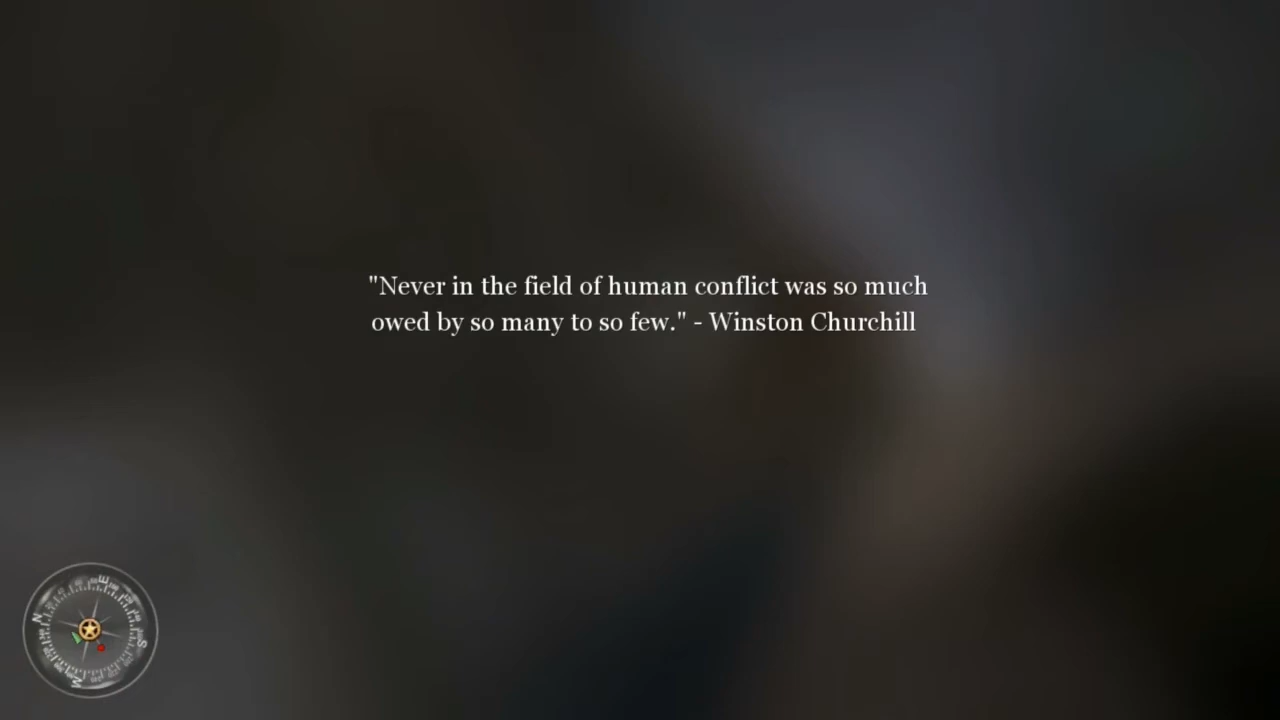 "Never in the field of human conflict was so much
owed by so many to so few." - Winston Churchill
N
E
S